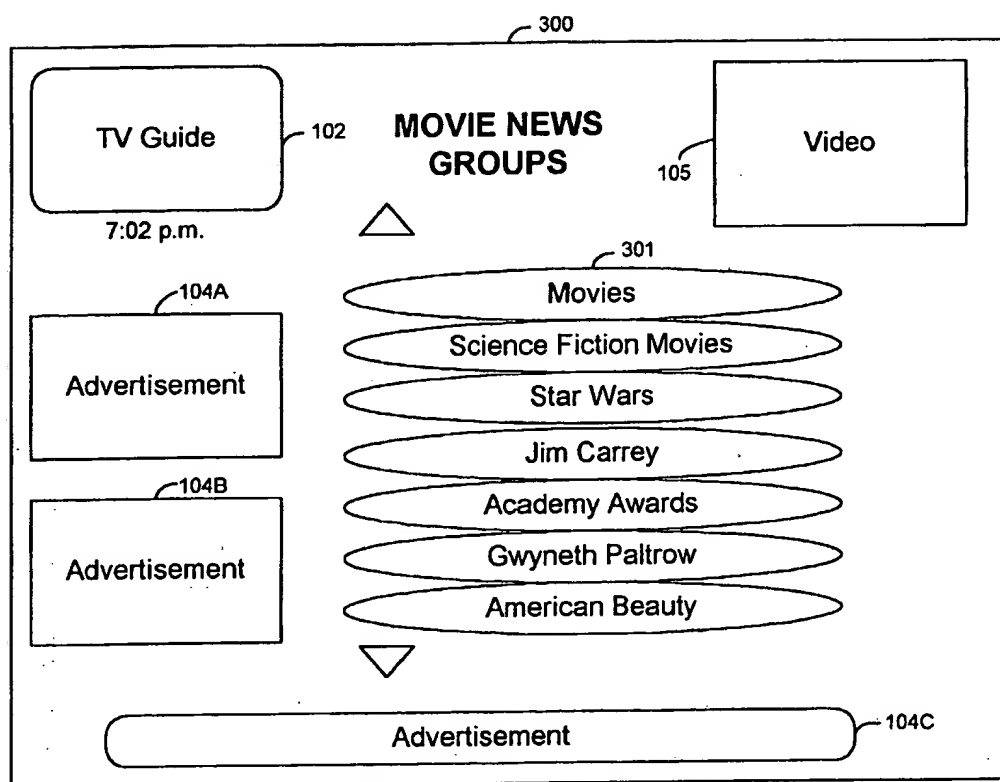 300
TV Guide
102
MOVIE NEWS
GROUPS
105
Video
7:02 p.m.
301
Movies
104A
Advertisement
Science Fiction Movies
Star Wars
Jim Carrey
104B
Advertisement
Academy Awards
Gwyneth Paltrow
American Beauty
Advertisement
104C